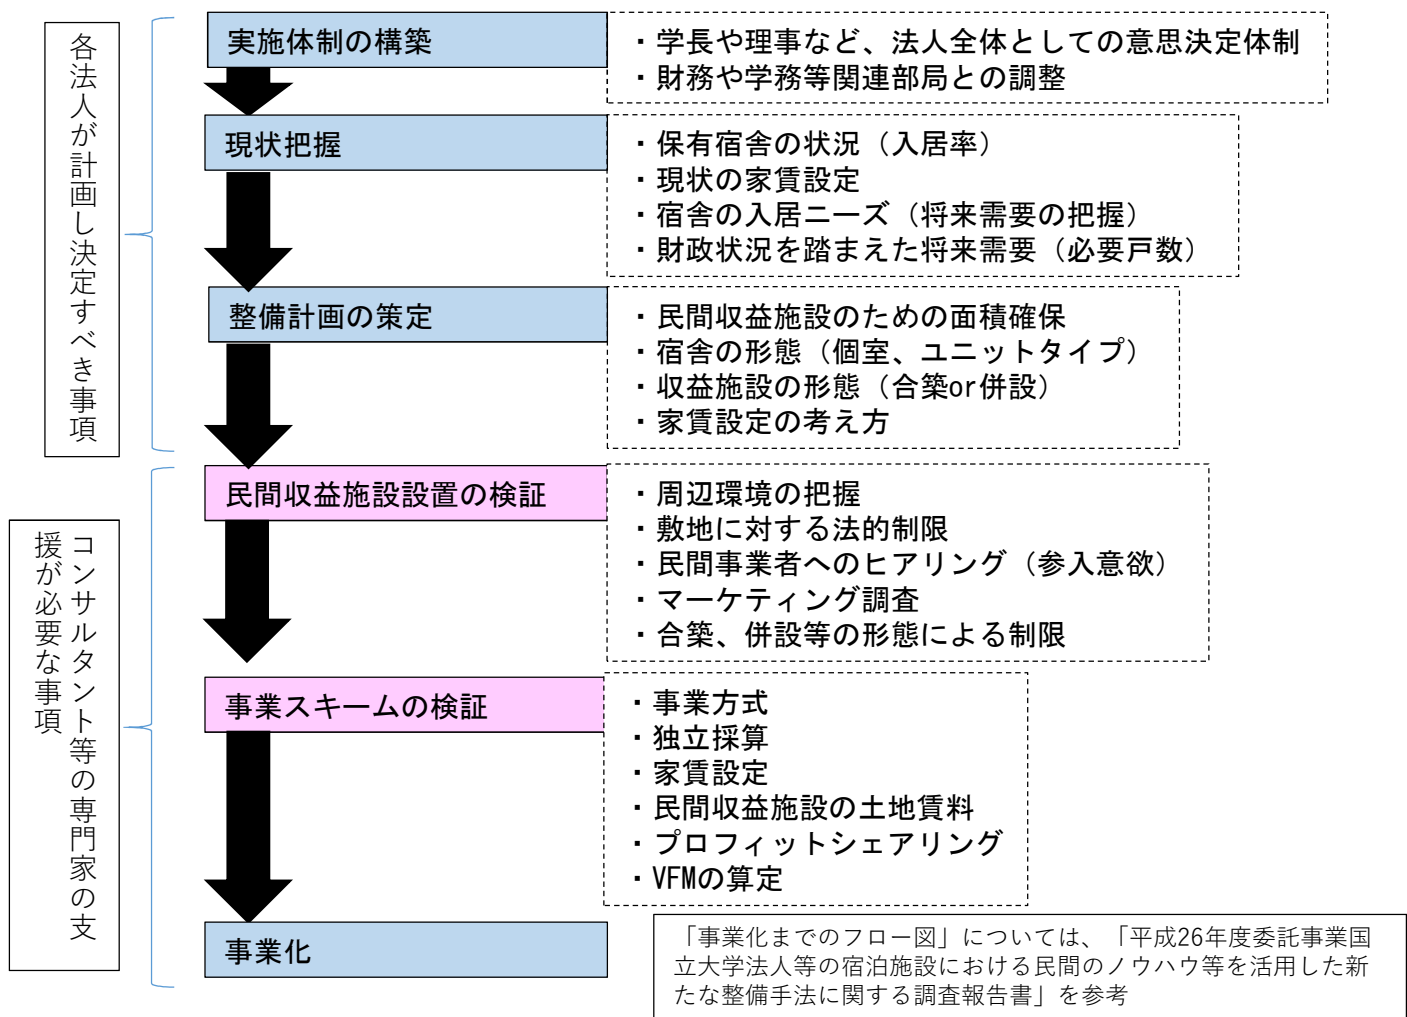 各法人が計画し決定すべき事項
実施体制の構築
・学長や理事など、法人全体としての意思決定体制
・財務や学務等関連部局との調整
現状把握
・保有宿舎の状況（入居率）
・現状の家賃設定
・宿舎の入居ニーズ（将来需要の把握）
・財政状況を踏まえた将来需要（必要戸数）
整備計画の策定
・民間収益施設のための面積確保
・宿舎の形態（個室、ユニットタイプ）
・収益施設の形態（合築or併設）
・家賃設定の考え方
コンサルタント等の専門家の支
援が必要な事項
民間収益施設設置の検証
・周辺環境の把握
・敷地に対する法的制限
・民間事業者へのヒアリング（参入意欲）
・マーケティング調査
・合築、併設等の形態による制限
事業スキームの検証
・事業方式
・独立採算
・家賃設定
・民間収益施設の土地賃料
・プロフィットシェアリング
・VFMの算定
事業化
「事業化までのフロー図」については、「平成26年度委託事業国
立大学法人等の宿泊施設における民間のノウハウ等を活用した新
たな整備手法に関する調査報告書」を参考